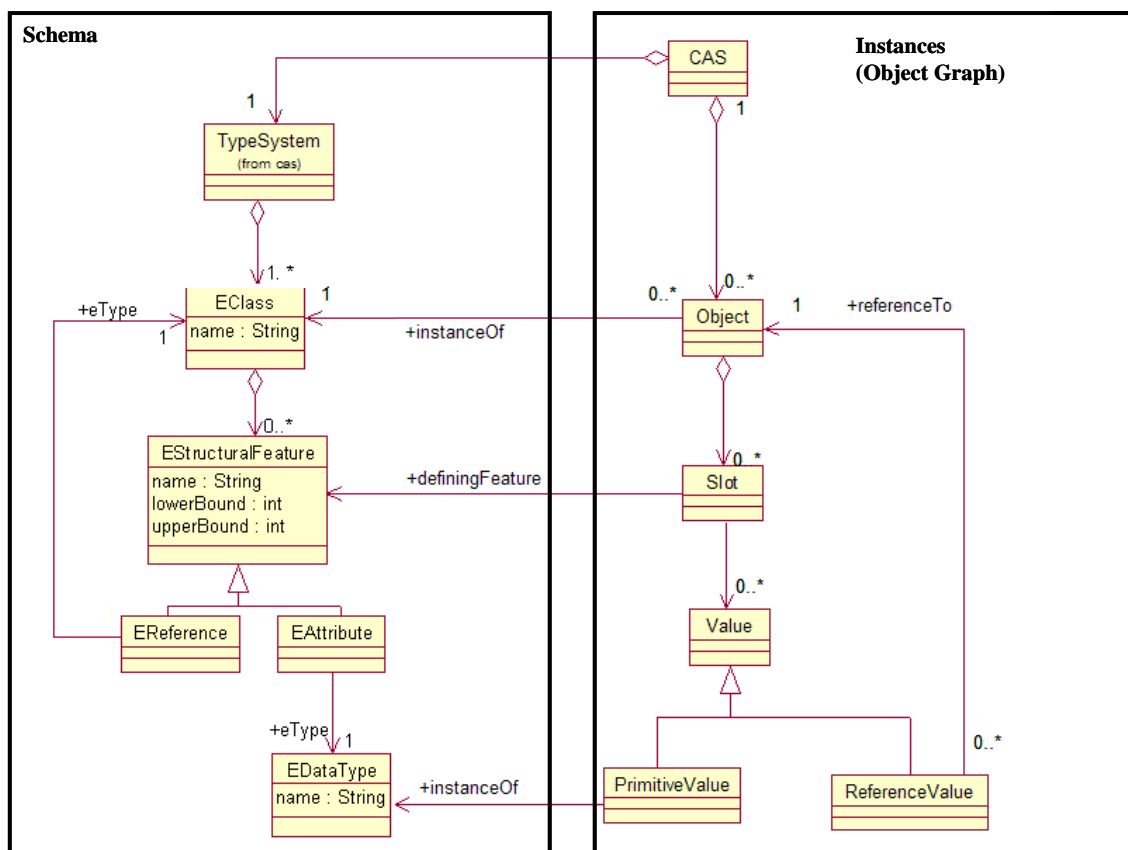 Schema
Instances
(Object Graph)
CAS
1
1
TypeSystem
(from cas)
1..*
0..*
EClass
name : String
1
0..*
+instanceOf
Object
1
+referenceTo
+eType
1
0..*
EStructuralFeature
name : String
lowerBound : int
upperBound : int
+definingFeature
0..*
Slot
0..*
Value
EReference
EAttribute
+eType
1
EDataType
name : String
+instanceOf
PrimitiveValue
0..*
ReferenceValue